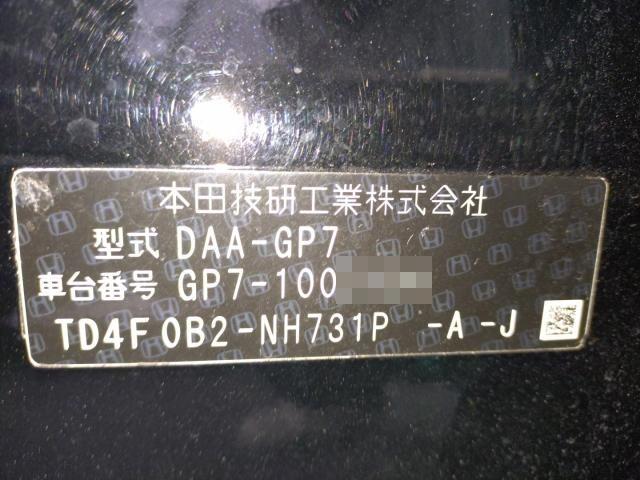 本田技研工業株式会社
型式 DAA-GP7
車台番号 GP7-100
TD4F0B2-NH731P -A-J